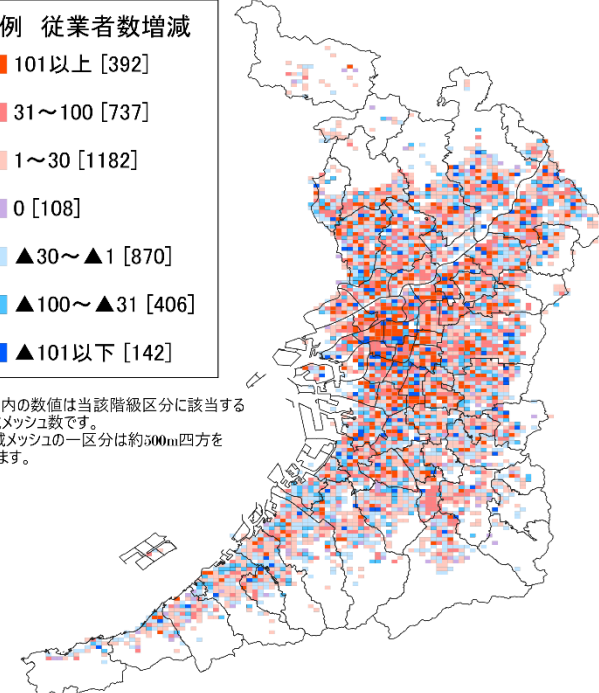 例 従業者数増減
101以上 [392]
31～100 [737]
1～30 [1182]
0 [108]
▲30～▲1 [870]
▲100～▲31 [406]
▲101以下 [142]
内の数値は当該階級区分に該当する
メッシュ数です。
メッシュの一区分は約500m四方を
ます。